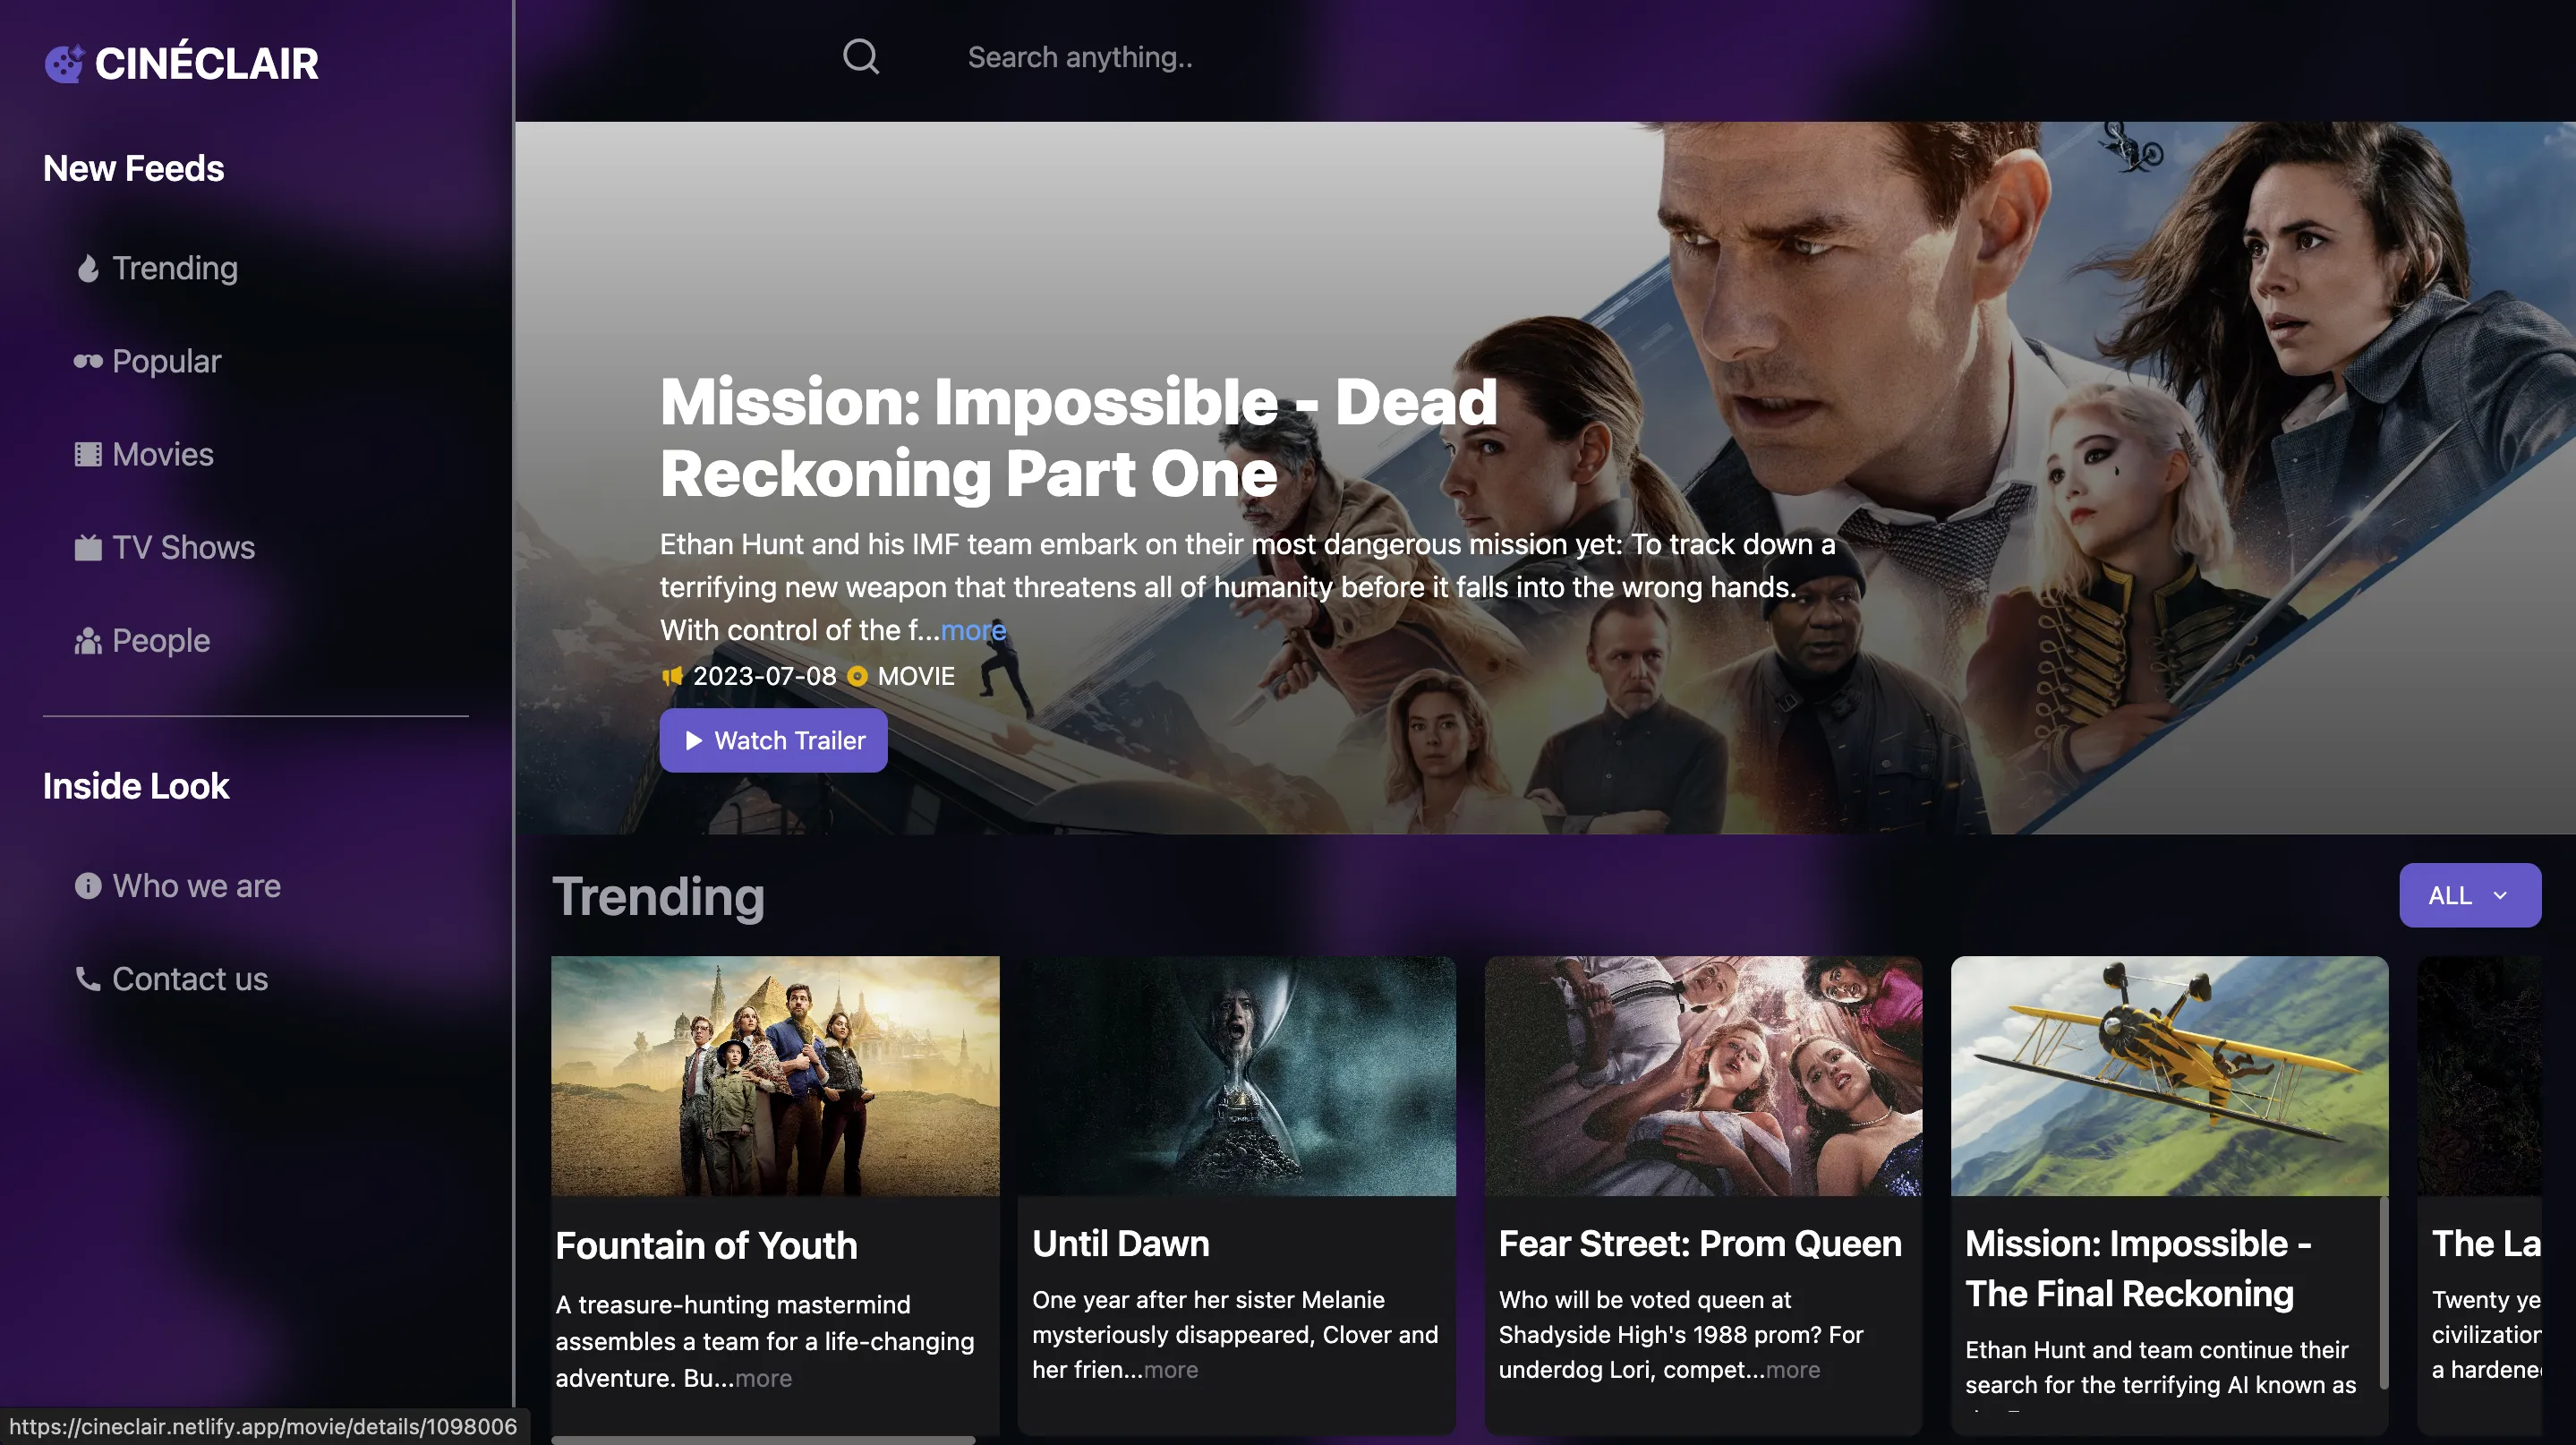 CINÉCLAIR
Search anything..
New Feeds
Trending
Popular
Movies
TV Shows
People
Inside Look
Who we are
Contact us
Mission: Impossible - Dead
Reckoning Part One
Ethan Hunt and his IMF team embark on their most dangerous mission yet: To track down a
terrifying new weapon that threatens all of humanity before it falls into the wrong hands.
With control of the f...more
2023-07-08 MOVIE
Watch Trailer
Trending
ALL
Fountain of Youth
A treasure-hunting mastermind
assembles a team for a life-changing
adventure. Bu...more
Until Dawn
One year after her sister Melanie
mysteriously disappeared, Clover and
her frien...more
Fear Street: Prom Queen
Who will be voted queen at
Shadyside High's 1988 prom? For
underdog Lori, compet...more
Mission: Impossible -
The Final Reckoning
Ethan Hunt and team continue their
search for the terrifying AI known as
The La
Twenty ye
civilization
a hardene
https://cineclair.netlify.app/movie/details/1098006